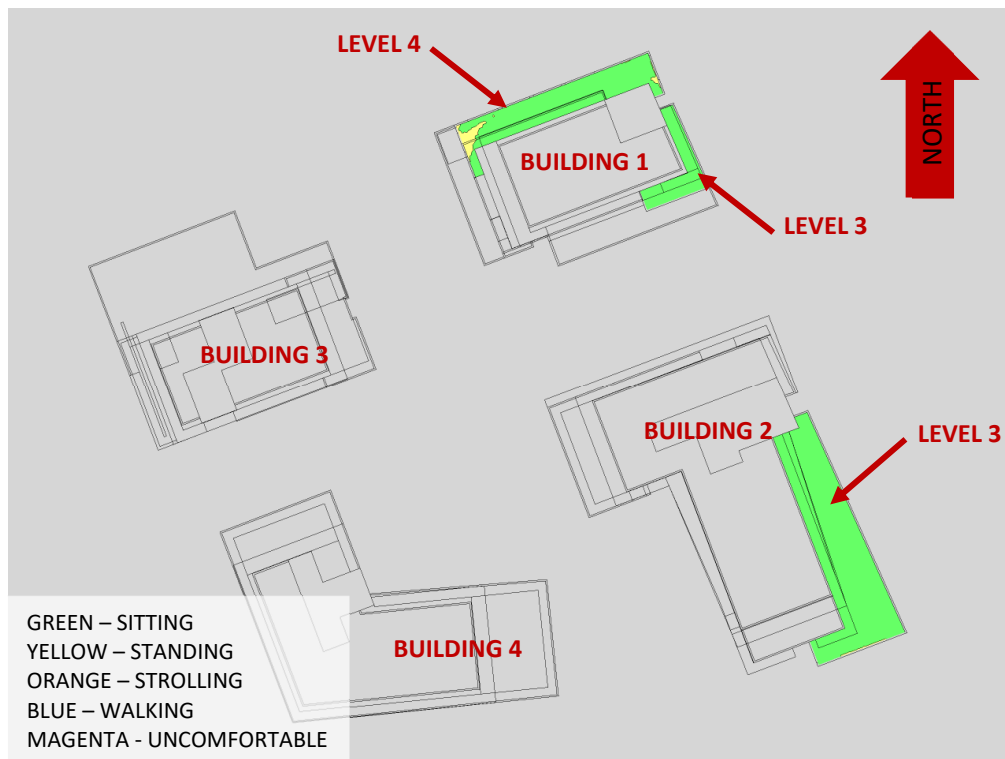 LEVEL 4
NORTH
BUILDING 1
LEVEL 3
BUILDING 3
BUILDING 2
LEVEL 3
BUILDING 4
GREEN – SITTING
YELLOW – STANDING
ORANGE – STROLLING
BLUE – WALKING
MAGENTA - UNCOMFORTABLE